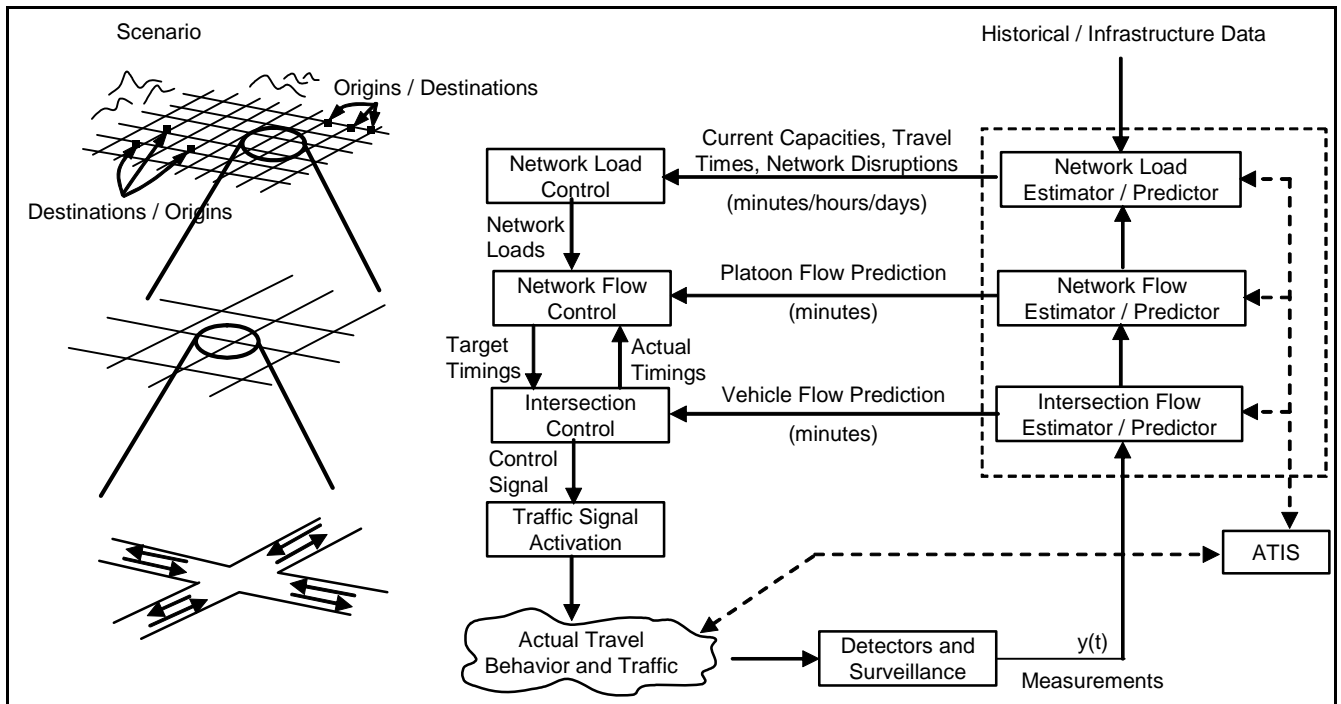 Scenario
Historical / Infrastructure Data
Origins / Destinations
Destinations / Origins
Current Capacities, Travel
Times, Network Disruptions
(minutes/hours/days)
Network Load
Control
Network Load
Estimator / Predictor
Network
Loads
Network Flow
Control
Platoon Flow Prediction
(minutes)
Network Flow
Estimator / Predictor
Target
Timings
Actual
Timings
Intersection
Control
Vehicle Flow Prediction
(minutes)
Intersection Flow
Estimator / Predictor
Control
Signal
Traffic Signal
Activation
ATIS
Actual Travel
Behavior and Traffic
Detectors and
Surveillance
y(t)
Measurements